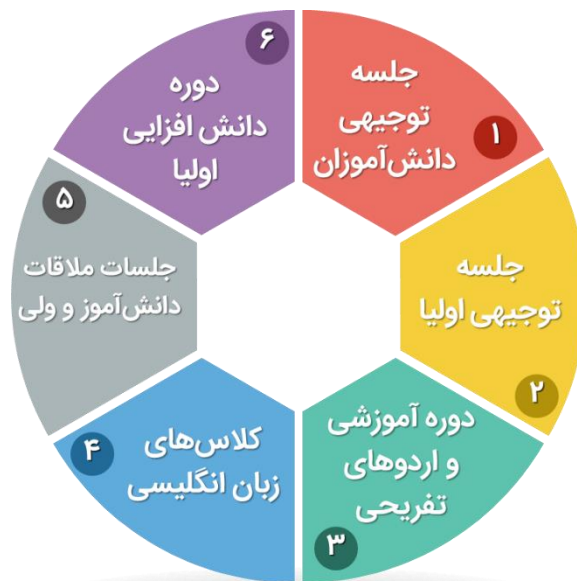 ۱
جلسه
توجیهی
دانش‌آموزان
۲
جلسه
توجیهی اولیا
۳
دوره آموزشی
و اردوهای
تفریحی
۴
کلاس‌های
زبان انگلیسی
۵
جلسات ملاقات
دانش‌آموز و ولی
۶
دوره
دانش افزایی
اولیا